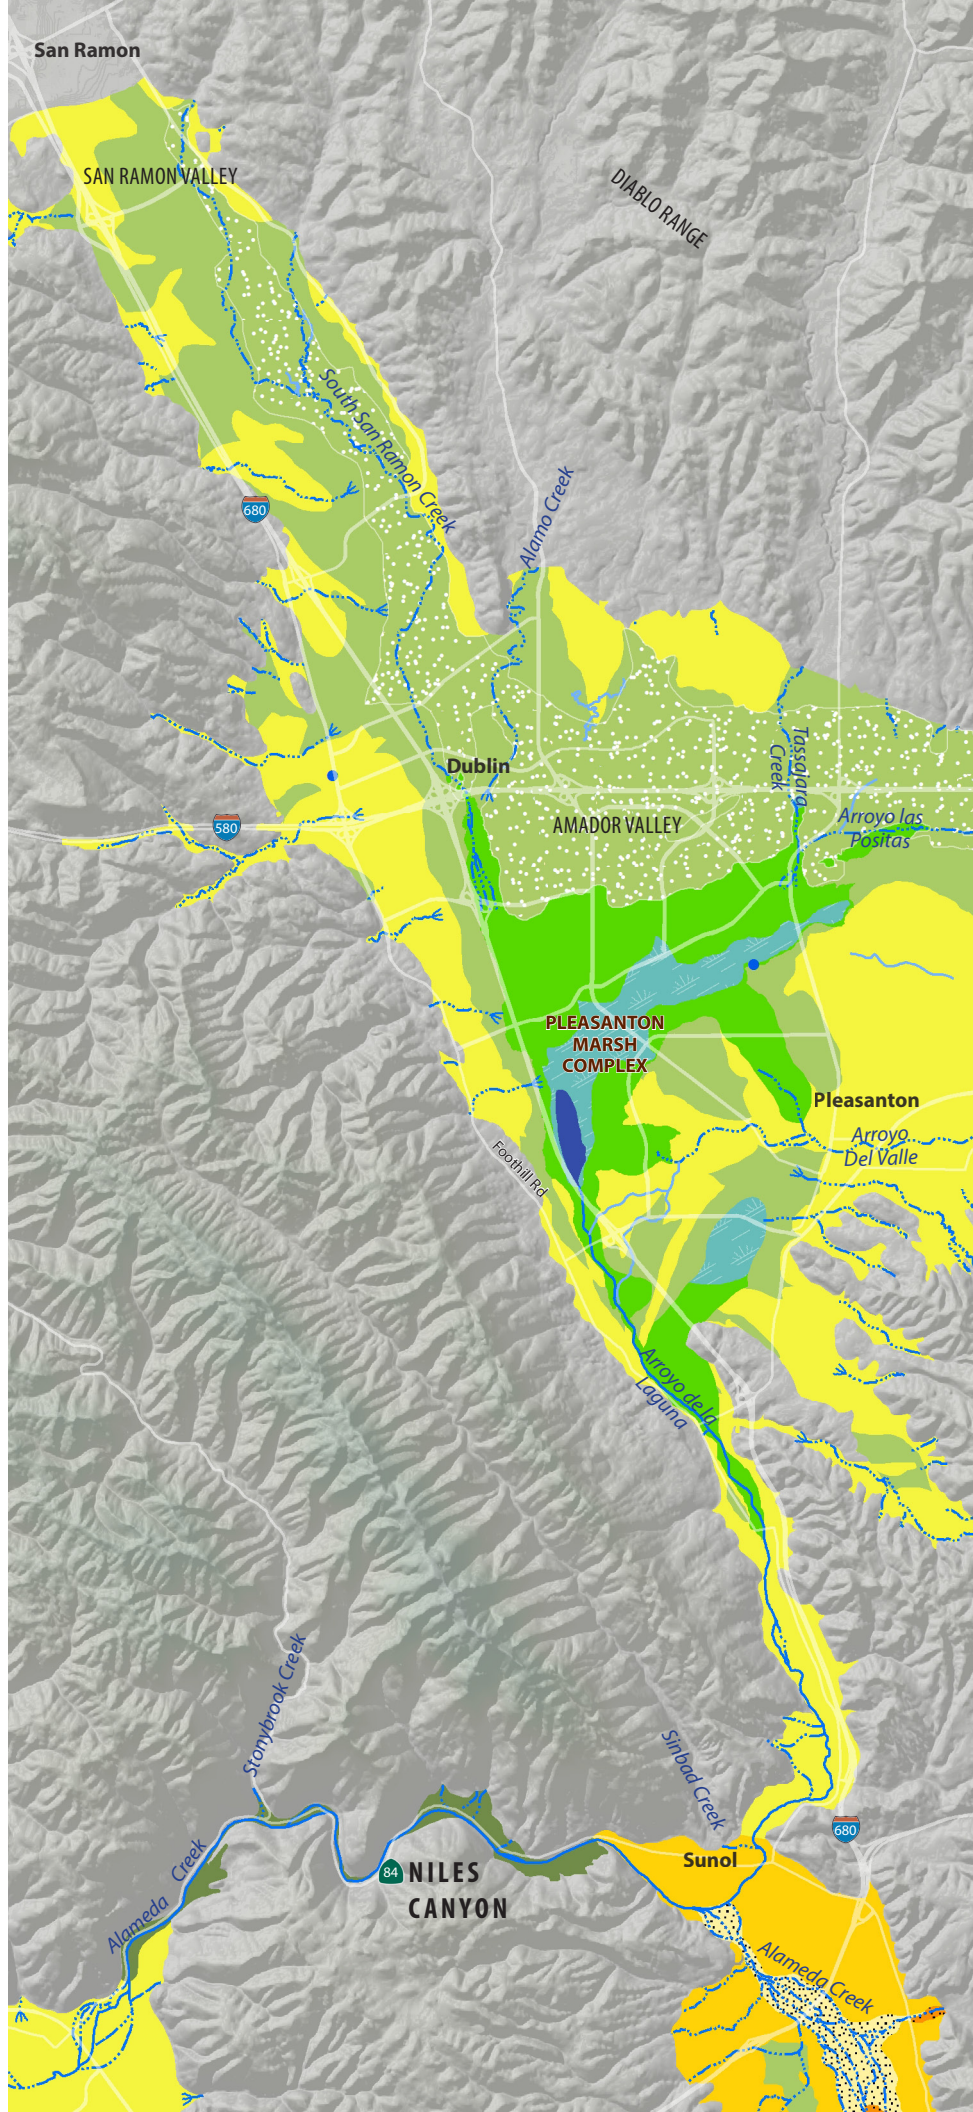 San Ramon
SAN RAMON VALLEY
DIABLO RANGE
South San Ramon Creek
680
Alamo Creek
Tassajara
Creek
Dublin
580
AMADOR VALLEY
Arroyo las
Positas
PLEASANTON
MARSH
COMPLEX
Pleasanton
Arroyo
Del Valle
Foothill Rd
Arroyo de la
Laguna
Stonybrook Creek
Sinbad Creek
680
Sunol
84
NILES
CANYON
Alameda Creek
Alameda Creek